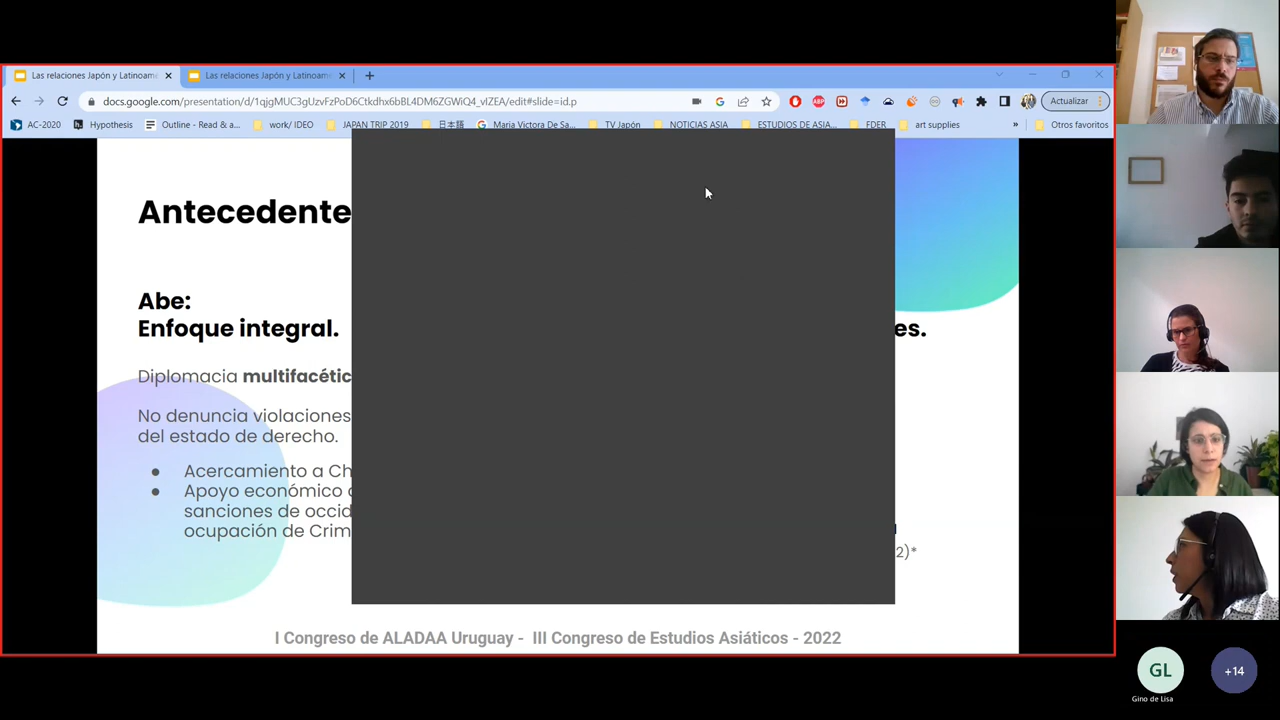 Las relaciones Japón y Latinoam
Las relaciones Japón y Latinoam
docs.google.com/presentation/d/1qjgMUC3gUzvFzPoD6Ctkdhx6bBL4DM6ZGWiQ4_vIZEA/edit#slide=id.p
ABP
Actualizar
AC-2020
Hypothesis
Outline - Read & a...
work/ IDEO
JAPAN TRIP 2019
日本語
Maria Victora De Sa...
TV Japón
NOTICIAS ASIA
ESTUDIOS DE ASIA...
FDER
art supplies
»
Otros favoritos
Antecedente
Abe:
Enfoque integral.
es.
Diplomacia multifacétic
No denuncia violaciones
del estado de derecho.
● Acercamiento a Ch
● Apoyo económico
sanciones de occid
ocupación de Crim
2)*
I Congreso de ALADAA Uruguay - III Congreso de Estudios Asiáticos - 2022
GL
+14
Gino de Lisa